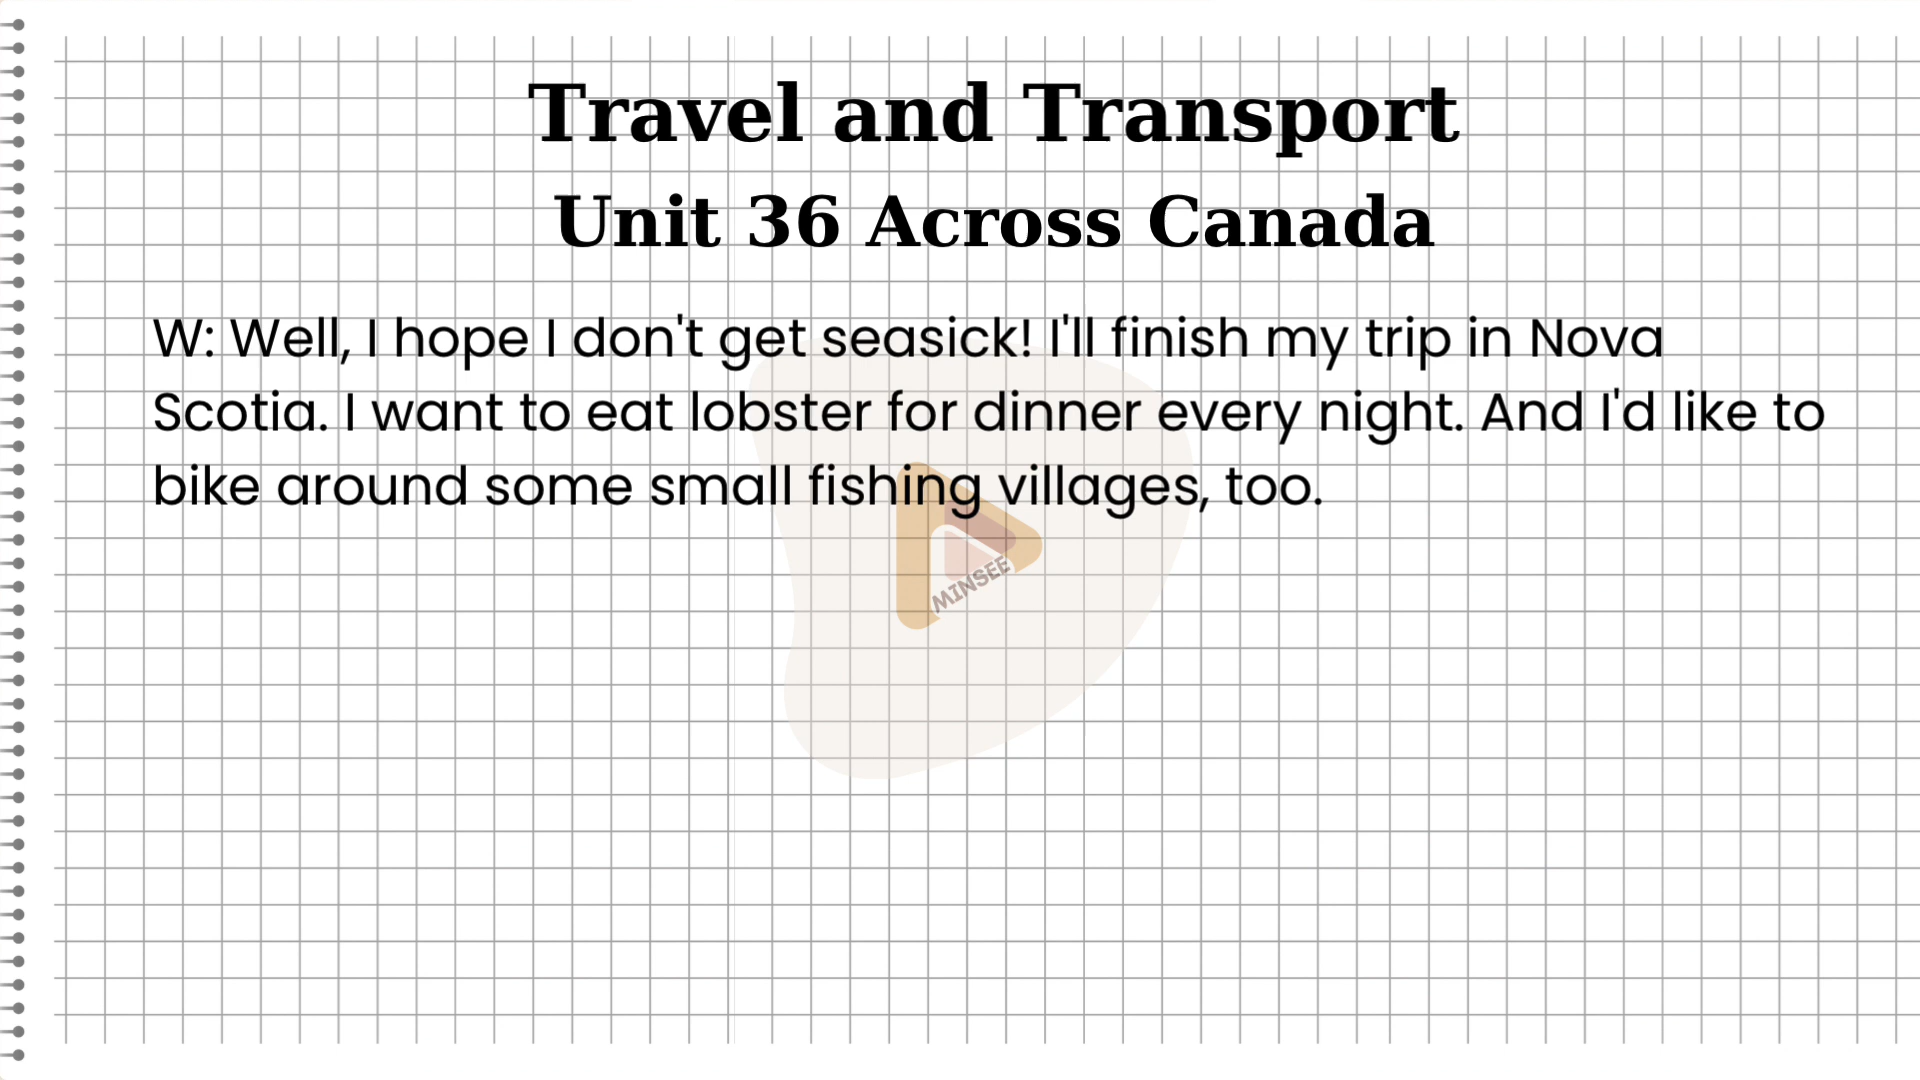 Travel and Transport
Unit 36 Across Canada
W: Well, I hope I don't get seasick! I'll finish my trip in Nova
Scotia. I want to eat lobster for dinner every night. And I'd like to
bike around some small fishing villages, too.
MINSEE